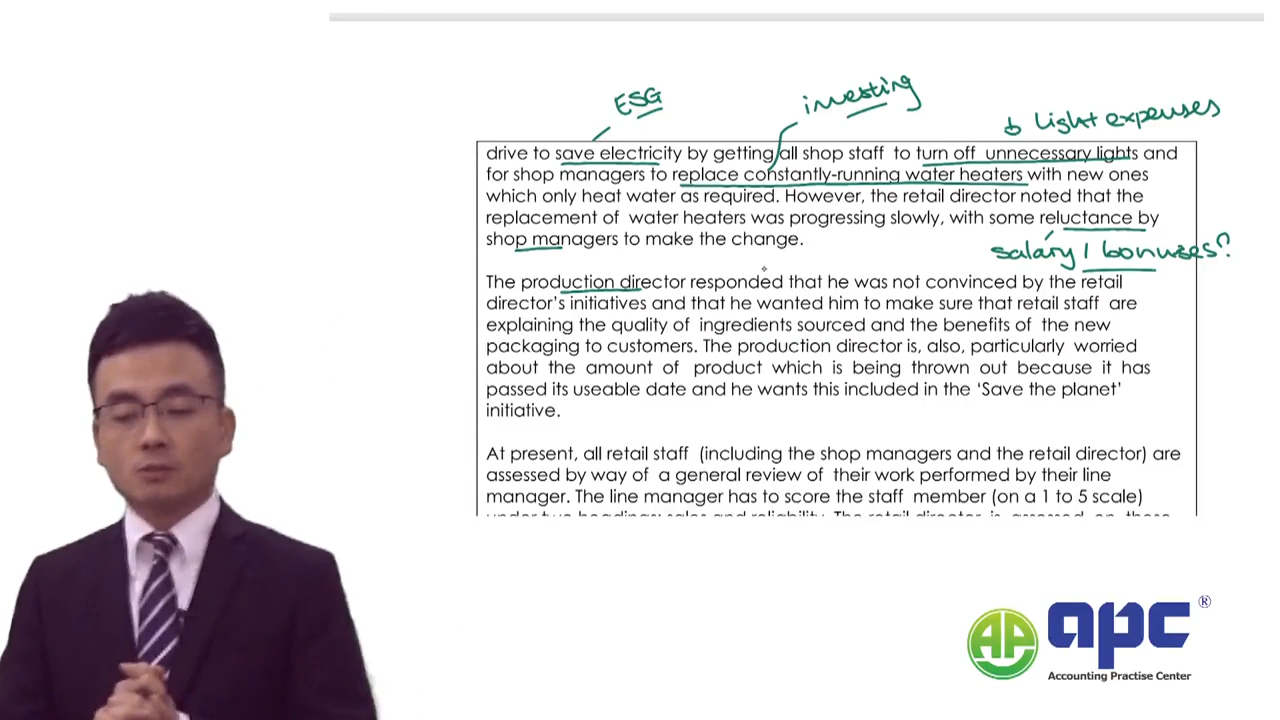 ESG
investing
↓ light expenses
drive to save electricity by getting all shop staff to turn off unnecessary lights and
for shop managers to replace constantly-running water heaters with new ones
which only heat water as required. However, the retail director noted that the
replacement of water heaters was progressing slowly, with some reluctance by
shop managers to make the change.
salary / bonuses?
The production director responded that he was not convinced by the retail
director's initiatives and that he wanted him to make sure that retail staff are
explaining the quality of ingredients sourced and the benefits of the new
packaging to customers. The production director is, also, particularly worried
about the amount of product which is being thrown out because it has
passed its useable date and he wants this included in the 'Save the planet'
initiative.
At present, all retail staff (including the shop managers and the retail director) are
assessed by way of a general review of their work performed by their line
manager. The line manager has to score the staff member (on a 1 to 5 scale)
AP
apc®
Accounting Practise Center